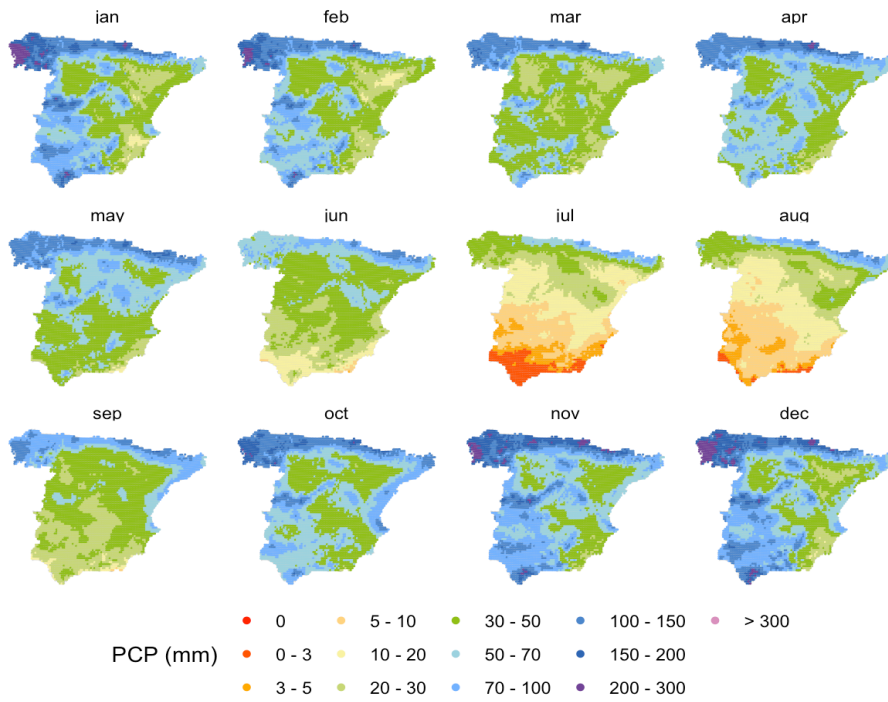 jan feb mar apr
may jun jul aug
sep oct nov dec
0 5 - 10 30 - 50 100 - 150 > 300
PCP (mm) 0 - 3 10 - 20 50 - 70 150 - 200
3 - 5 20 - 30 70 - 100 200 - 300